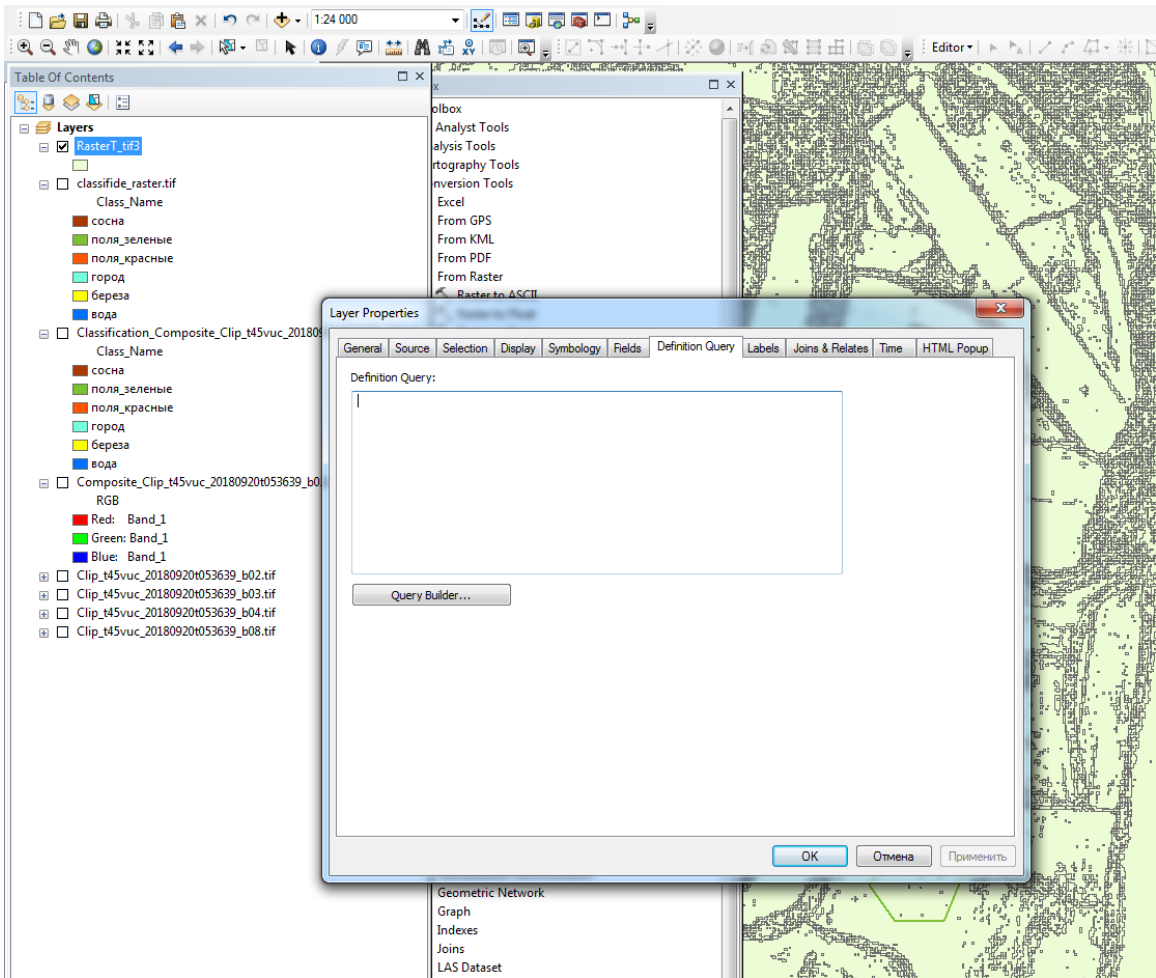 1:24 000
Editor
Table Of Contents
Layers
RasterT_tif3
classifide_raster.tif
Class_Name
сосна
поля_зеленые
поля_красные
город
береза
вода
Classification_Composite_Clip_t45vuc_201809
Class_Name
сосна
поля_зеленые
поля_красные
город
береза
вода
Composite_Clip_t45vuc_20180920t053639_b0
RGB
Red: Band_1
Green: Band_1
Blue: Band_1
Clip_t45vuc_20180920t053639_b02.tif
Clip_t45vuc_20180920t053639_b03.tif
Clip_t45vuc_20180920t053639_b04.tif
Clip_t45vuc_20180920t053639_b08.tif
x
olbox
Analyst Tools
alysis Tools
rtography Tools
nversion Tools
Excel
From GPS
From KML
From PDF
From Raster
Raster to ASCII
Layer Properties
General Source Selection Display Symbology Fields Definition Query Labels Joins & Relates Time HTML Popup
Definition Query:
Query Builder...
OK Отмена Применить
Geometric Network
Graph
Indexes
Joins
LAS Dataset